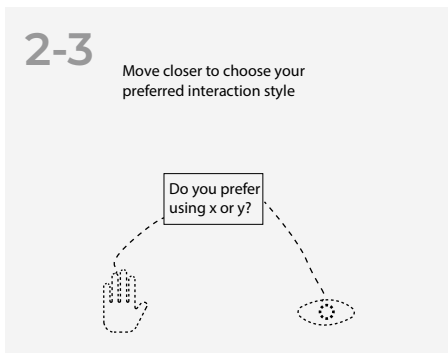 2-3
Move closer to choose your
preferred interaction style
Do you prefer
using x or y?